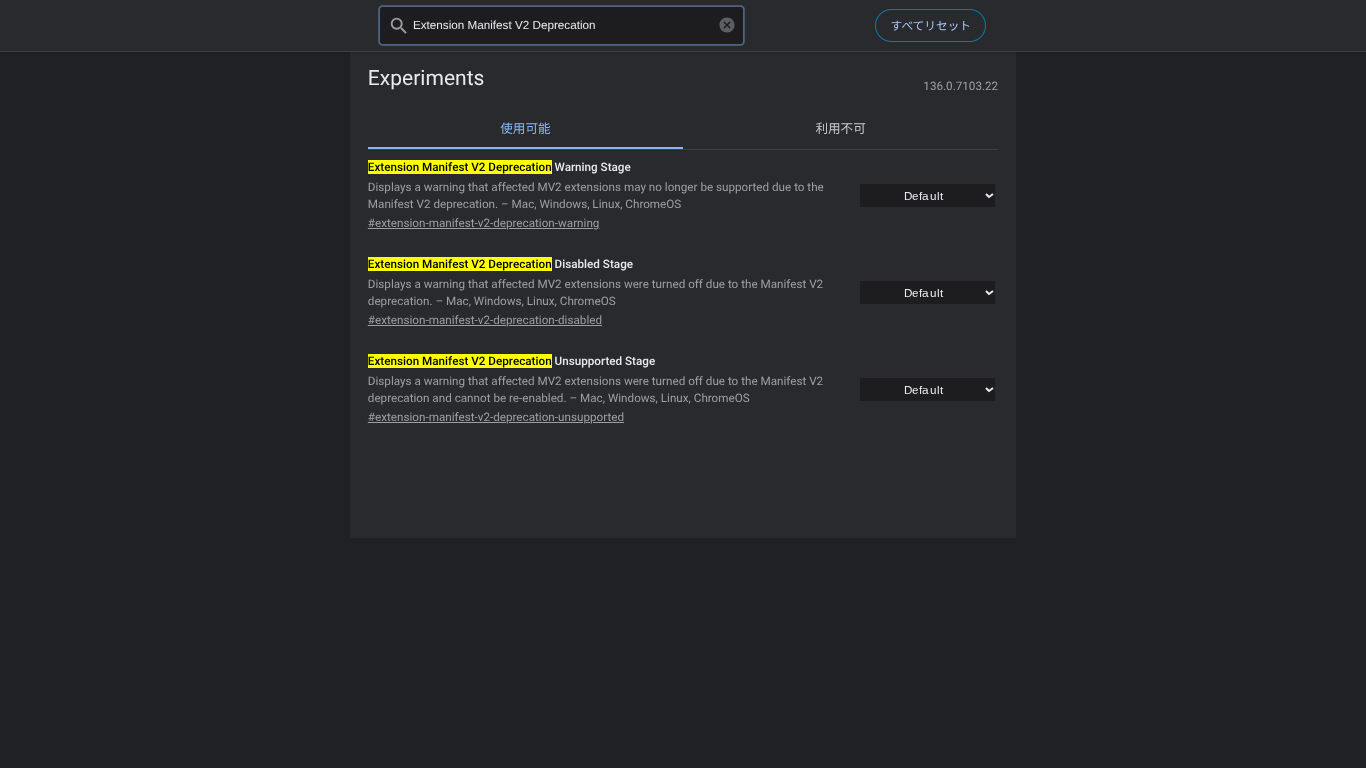 Extension Manifest V2 Deprecation
すべてリセット
Experiments
136.0.7103.22
使用可能
利用不可
Extension Manifest V2 Deprecation Warning Stage
Displays a warning that affected MV2 extensions may no longer be supported due to the
Manifest V2 deprecation. – Mac, Windows, Linux, ChromeOS
#extension-manifest-v2-deprecation-warning
Default
Extension Manifest V2 Deprecation Disabled Stage
Displays a warning that affected MV2 extensions were turned off due to the Manifest V2
deprecation. – Mac, Windows, Linux, ChromeOS
#extension-manifest-v2-deprecation-disabled
Default
Extension Manifest V2 Deprecation Unsupported Stage
Displays a warning that affected MV2 extensions were turned off due to the Manifest V2
deprecation and cannot be re-enabled. – Mac, Windows, Linux, ChromeOS
#extension-manifest-v2-deprecation-unsupported
Default